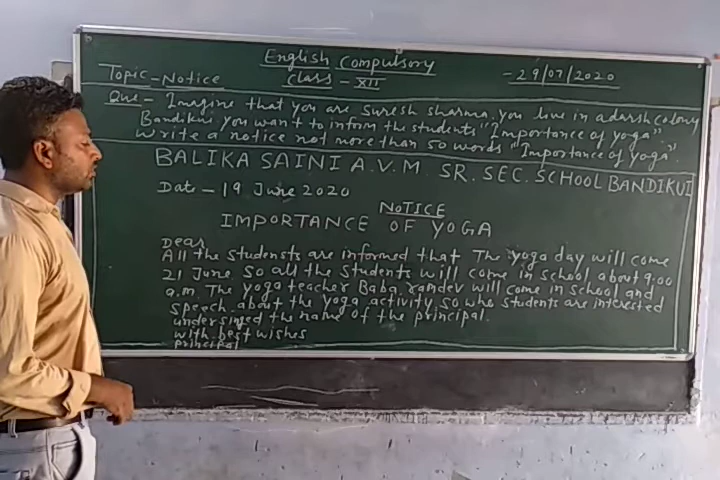 English Compulsory
Class - XII
- 29/07/2020
Topic - Notice
Que - Imagine that you are Suresh Sharma. you live in adarsh colony
Bandikui you want to inform the students "Importance of yoga"
write a notice not more than 50 words "Importance of yoga".
BALIKA SAINI A.V.M. SR. SEC. SCHOOL BANDIKUI
Date - 19 June 2020
NOTICE
IMPORTANCE OF YOGA
Dear
All the studensts are informed that The yoga day will come
21 June so all the students will come in school about 9:00
a.m. The yoga teacher Baba ramdev will come in school and
speech about the yoga activity so who students are interested
undersinged the name of the principal.
with best wishes
principal